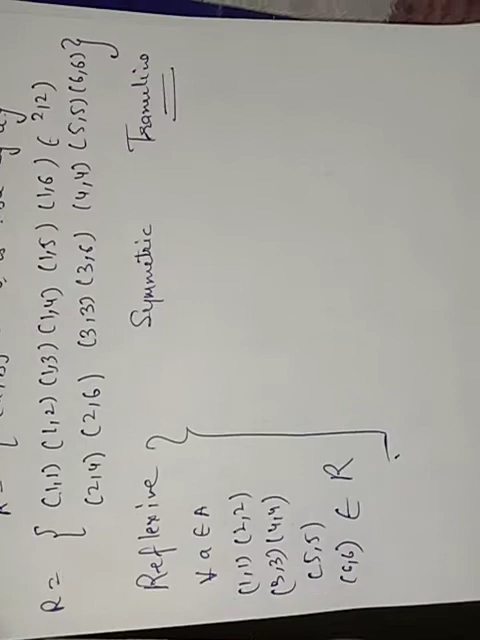 R = { (1,1) (1,2) (1,3) (1,4) (1,5) (1,6) (2,2)
(2,4) (2,6) (3,3) (3,6) (4,4) (5,5) (6,6) }
Reflexive Symmetric Transitive
∀ a ∈ A
(1,1) (2,2)
(3,3) (4,4)
(5,5)
(6,6) ∈ R